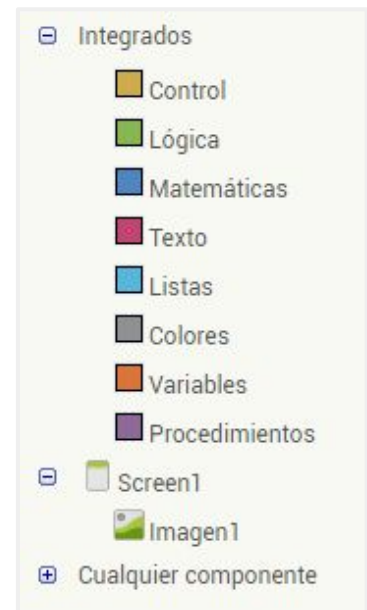 Integrados
Control
Lógica
Matemáticas
Texto
Listas
Colores
Variables
Procedimientos
Screen1
Imagen1
Cualquier componente